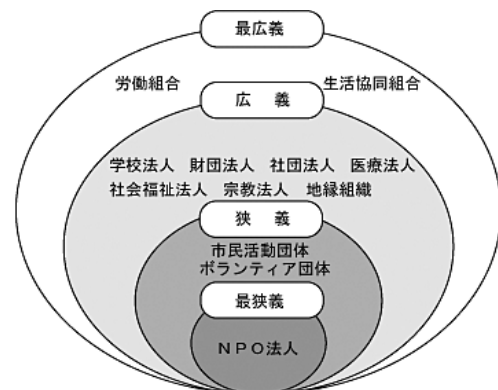 最広義
労働組合
生活協同組合
広　義
学校法人　財団法人　社団法人　医療法人
社会福祉法人　宗教法人　地縁組織
狭　義
市民活動団体
ボランティア団体
最狭義
ＮＰＯ法人